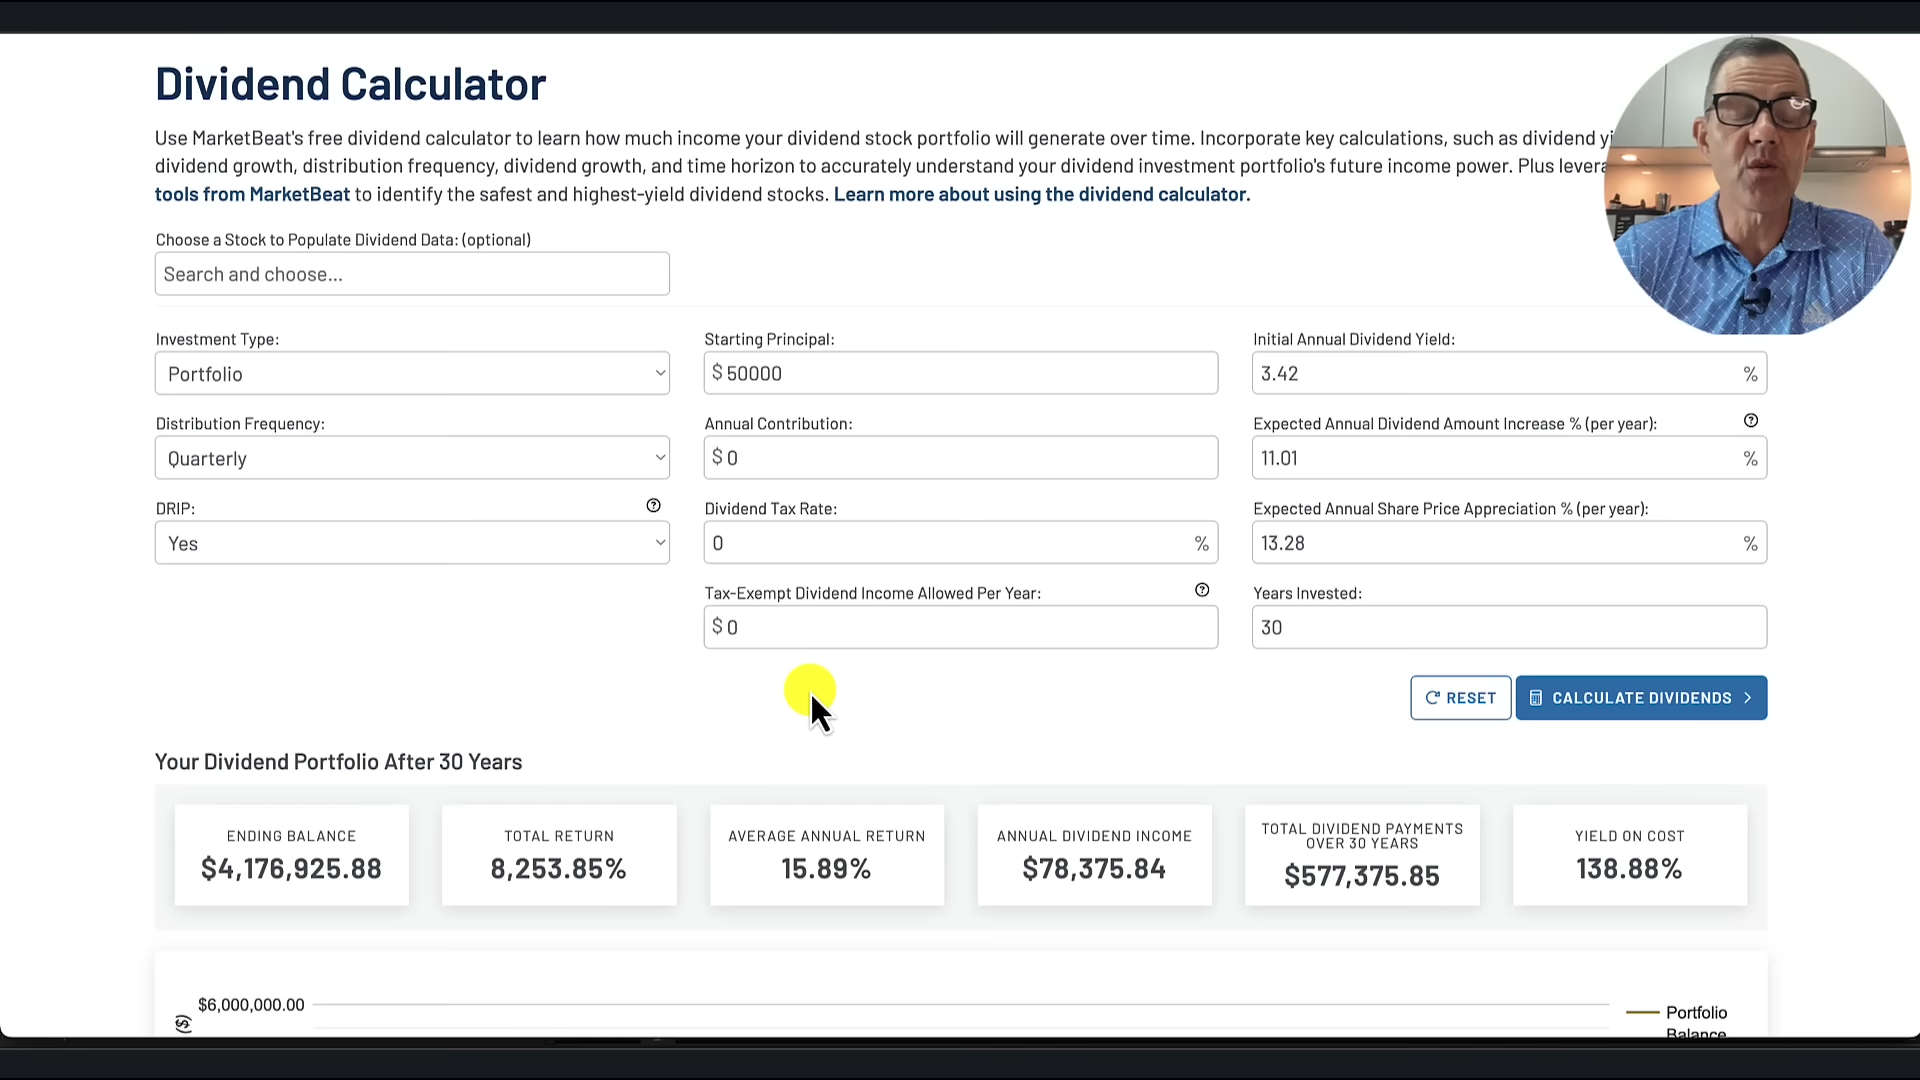 Dividend Calculator
Use MarketBeat's free dividend calculator to learn how much income your dividend stock portfolio will generate over time. Incorporate key calculations, such as dividend
dividend growth, distribution frequency, dividend growth, and time horizon to accurately understand your dividend investment portfolio's future income power. Plus
tools from MarketBeat to identify the safest and highest-yield dividend stocks. Learn more about using the dividend calculator.
Choose a Stock to Populate Dividend Data: (optional)
Search and choose...
Investment Type:
Portfolio
Starting Principal:
$ 50000
Initial Annual Dividend Yield:
3.42 %
Distribution Frequency:
Quarterly
Annual Contribution:
$ 0
Expected Annual Dividend Amount Increase % (per year):
11.01 %
DRIP:
Yes
Dividend Tax Rate:
0 %
Expected Annual Share Price Appreciation % (per year):
13.28 %
Tax-Exempt Dividend Income Allowed Per Year:
$ 0
Years Invested:
30
RESET
CALCULATE DIVIDENDS
Your Dividend Portfolio After 30 Years
ENDING BALANCE
$4,176,925.88
TOTAL RETURN
8,253.85%
AVERAGE ANNUAL RETURN
15.89%
ANNUAL DIVIDEND INCOME
$78,375.84
TOTAL DIVIDEND PAYMENTS
OVER 30 YEARS
$577,375.85
YIELD ON COST
138.88%
$6,000,000.00
($)
Portfolio
Balance